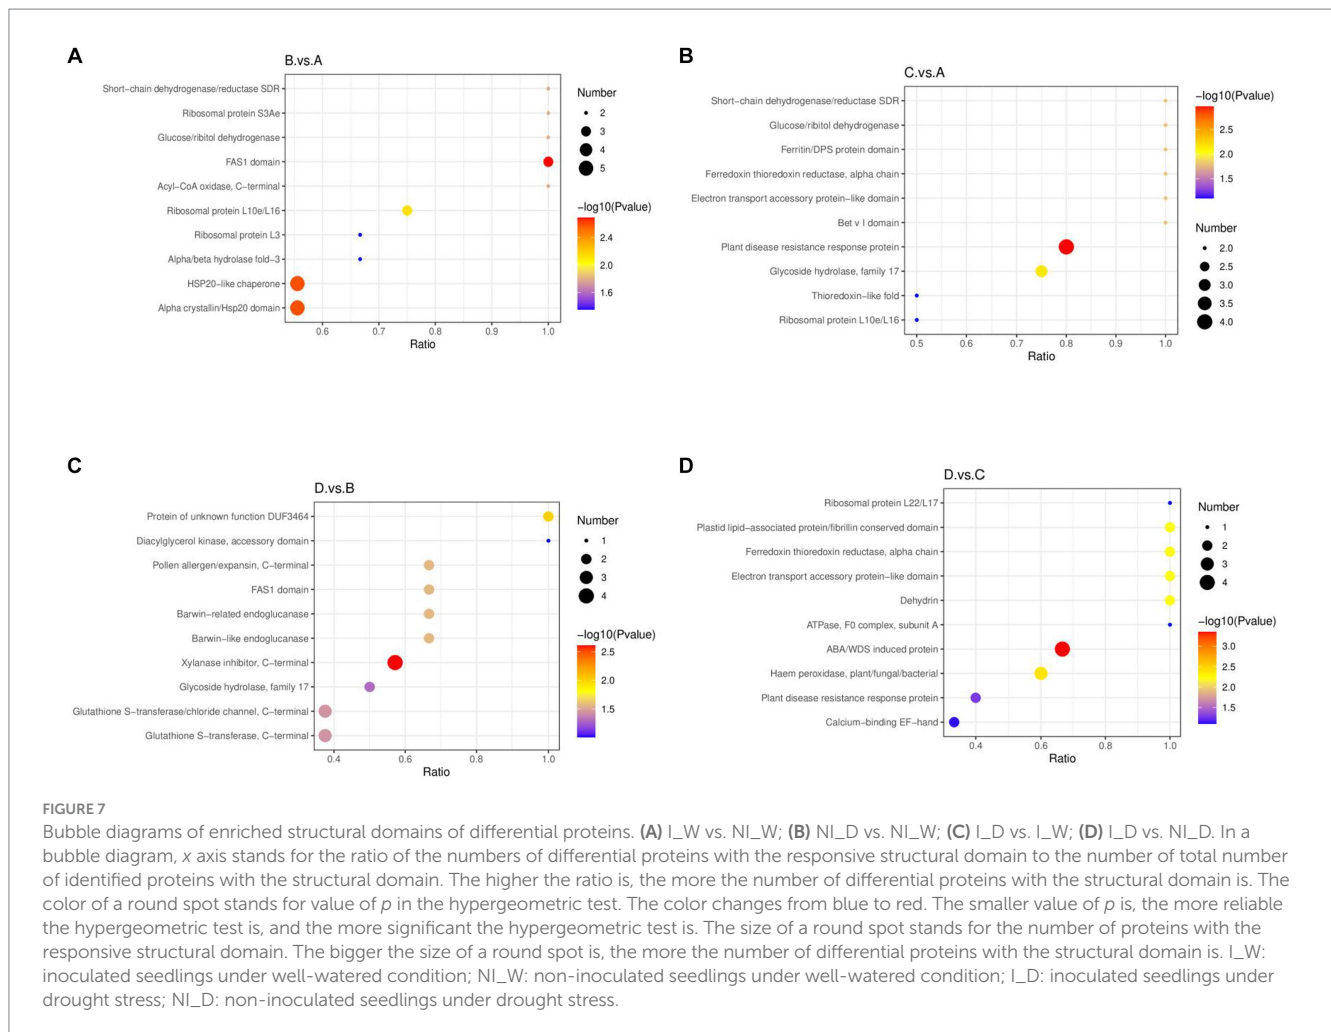 A
B.vs.A
Short−chain dehydrogenase/reductase SDR
Ribosomal protein S3Ae
Glucose/ribitol dehydrogenase
FAS1 domain
Acyl−CoA oxidase, C−terminal
Ribosomal protein L10e/L16
Ribosomal protein L3
Alpha/beta hydrolase fold−3
HSP20−like chaperone
Alpha crystallin/Hsp20 domain
0.6 0.7 0.8 0.9 1.0
Ratio
Number
2
3
4
5
−log10(Pvalue)
2.4
2.0
1.6
B
C.vs.A
Short−chain dehydrogenase/reductase SDR
Glucose/ribitol dehydrogenase
Ferritin/DPS protein domain
Ferredoxin thioredoxin reductase, alpha chain
Electron transport accessory protein−like domain
Bet v I domain
Plant disease resistance response protein
Glycoside hydrolase, family 17
Thioredoxin−like fold
Ribosomal protein L10e/L16
0.5 0.6 0.7 0.8 0.9 1.0
Ratio
−log10(Pvalue)
2.5
2.0
1.5
Number
2.0
2.5
3.0
3.5
4.0
C
D.vs.B
Protein of unknown function DUF3464
Diacylglycerol kinase, accessory domain
Pollen allergen/expansin, C−terminal
FAS1 domain
Barwin−related endoglucanase
Barwin−like endoglucanase
Xylanase inhibitor, C−terminal
Glycoside hydrolase, family 17
Glutathione S−transferase/chloride channel, C−terminal
Glutathione S−transferase, C−terminal
0.4 0.6 0.8 1.0
Ratio
Number
1
2
3
4
−log10(Pvalue)
2.5
2.0
1.5
D
D.vs.C
Ribosomal protein L22/L17
Plastid lipid−associated protein/fibrillin conserved domain
Ferredoxin thioredoxin reductase, alpha chain
Electron transport accessory protein−like domain
Dehydrin
ATPase, F0 complex, subunit A
ABA/WDS induced protein
Haem peroxidase, plant/fungal/bacterial
Plant disease resistance response protein
Calcium−binding EF−hand
0.4 0.6 0.8 1.0
Ratio
Number
1
2
3
4
−log10(Pvalue)
3.0
2.5
2.0
1.5
FIGURE 7
Bubble diagrams of enriched structural domains of differential proteins. (A) I_W vs. NI_W; (B) NI_D vs. NI_W; (C) I_D vs. I_W; (D) I_D vs. NI_D. In a
bubble diagram, x axis stands for the ratio of the numbers of differential proteins with the responsive structural domain to the number of total number
of identified proteins with the structural domain. The higher the ratio is, the more the number of differential proteins with the structural domain is. The
color of a round spot stands for value of p in the hypergeometric test. The color changes from blue to red. The smaller value of p is, the more reliable
the hypergeometric test is, and the more significant the hypergeometric test is. The size of a round spot stands for the number of proteins with the
responsive structural domain. The bigger the size of a round spot is, the more the number of differential proteins with the structural domain is. I_W:
inoculated seedlings under well-watered condition; NI_W: non-inoculated seedlings under well-watered condition; I_D: inoculated seedlings under
drought stress; NI_D: non-inoculated seedlings under drought stress.